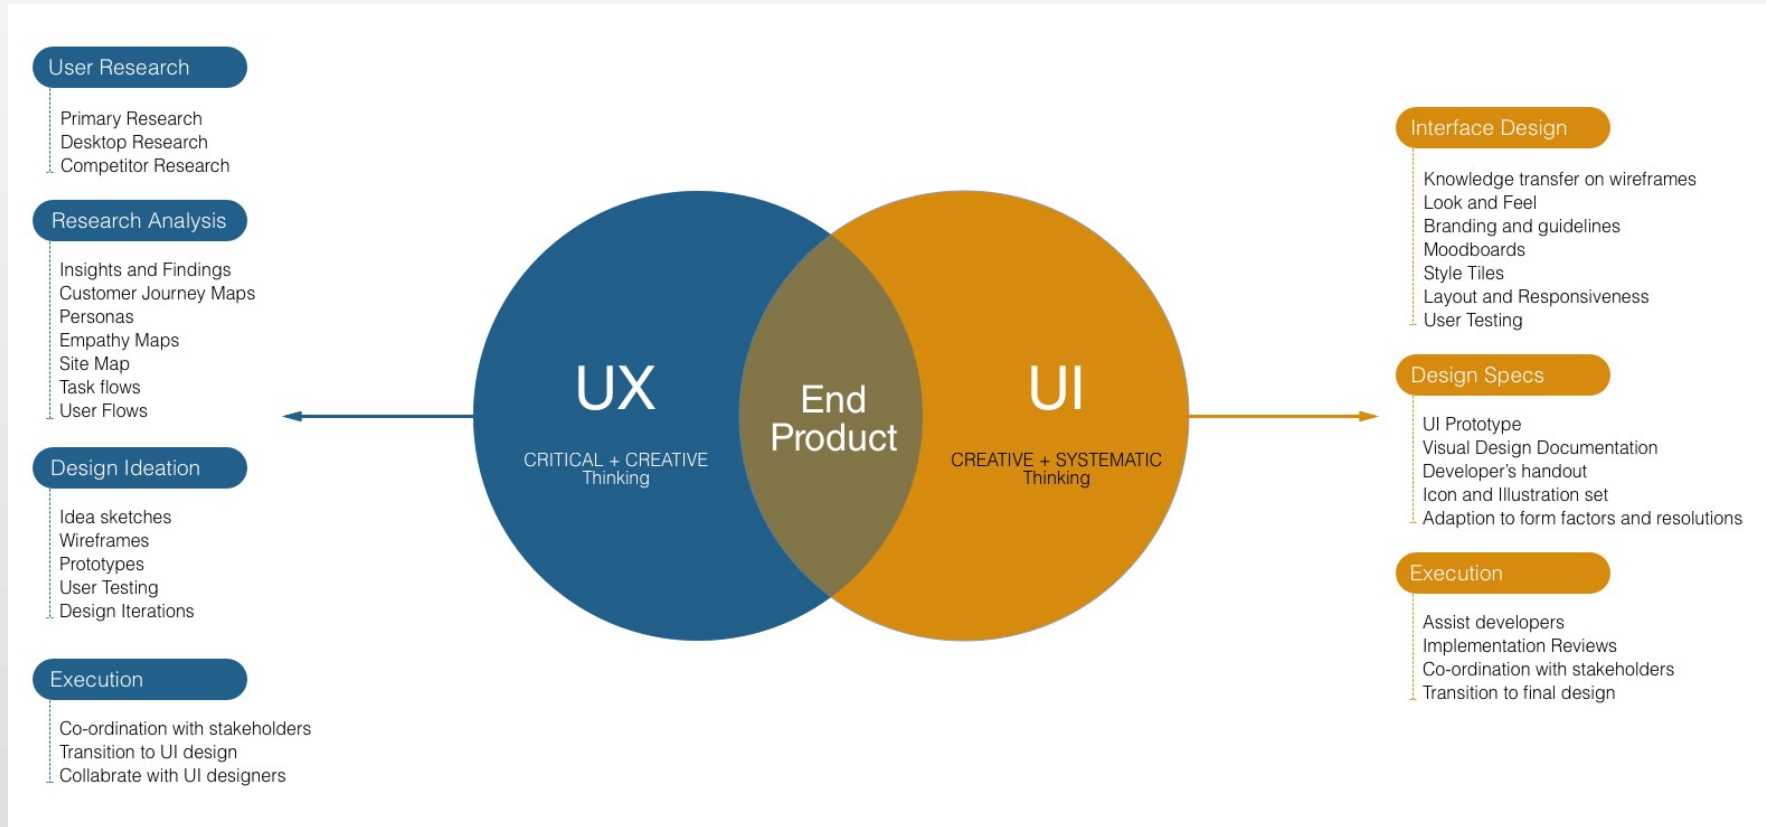 User Research
Primary Research
Desktop Research
Competitor Research
Research Analysis
Insights and Findings
Customer Journey Maps
Personas
Empathy Maps
Site Map
Task flows
User Flows
Design Ideation
Idea sketches
Wireframes
Prototypes
User Testing
Design Iterations
Execution
Co-ordination with stakeholders
Transition to UI design
Collabrate with UI designers
UX
CRITICAL + CREATIVE
Thinking
End
Product
UI
CREATIVE + SYSTEMATIC
Thinking
Interface Design
Knowledge transfer on wireframes
Look and Feel
Branding and guidelines
Moodboards
Style Tiles
Layout and Responsiveness
User Testing
Design Specs
UI Prototype
Visual Design Documentation
Developer's handout
Icon and Illustration set
Adaption to form factors and resolutions
Execution
Assist developers
Implementation Reviews
Co-ordination with stakeholders
Transition to final design